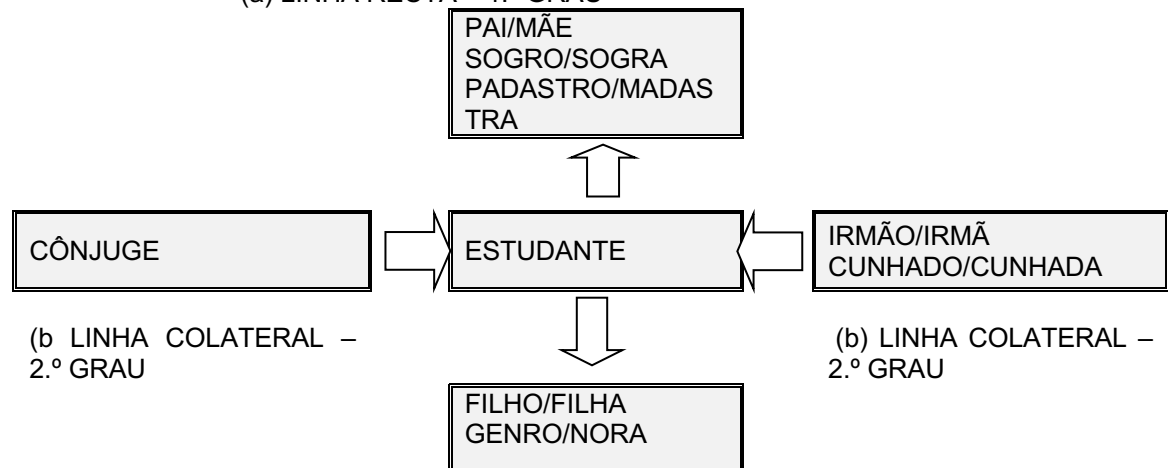 PAI/MÃE
SOGRO/SOGRA
PADASTRO/MADAS
TRA
CÔNJUGE
ESTUDANTE
IRMÃO/IRMÃ
CUNHADO/CUNHADA
(b LINHA COLATERAL –
2.º GRAU
(b) LINHA COLATERAL –
2.º GRAU
FILHO/FILHA
GENRO/NORA